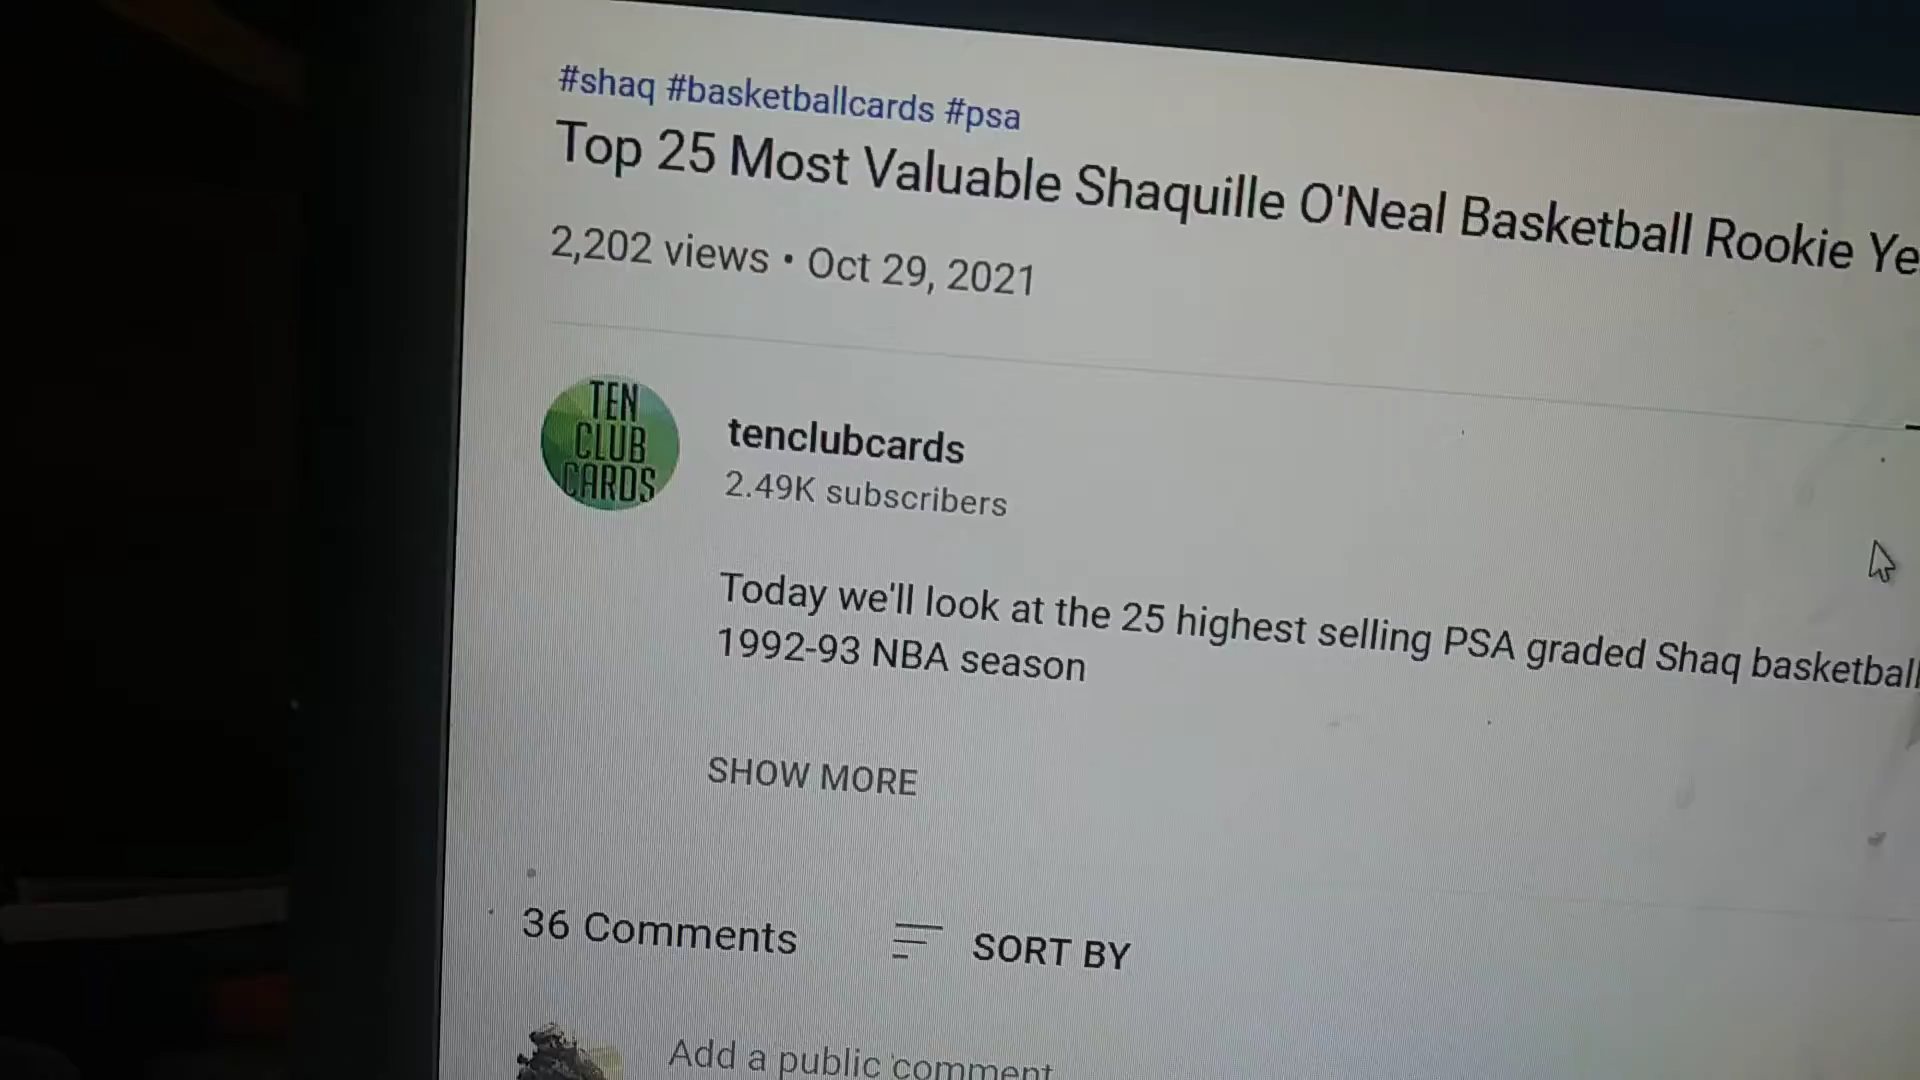 #shaq #basketballcards #psa
Top 25 Most Valuable Shaquille O'Neal Basketball Rookie Ye
2,202 views • Oct 29, 2021
TEN
CLUB
CARDS
tenclubcards
2.49K subscribers
Today we'll look at the 25 highest selling PSA graded Shaq basketball
1992-93 NBA season
SHOW MORE
36 Comments
SORT BY
Add a public comment